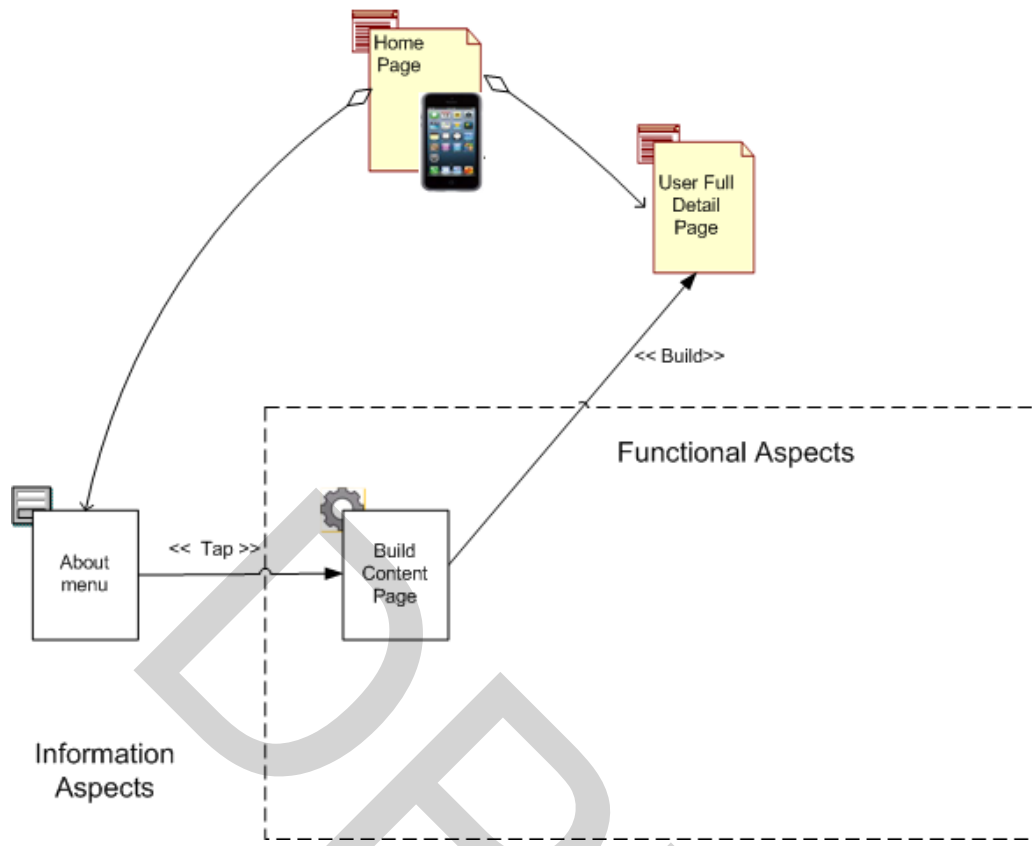 Home
Page
User Full
Detail
Page
<< Build>>
Functional Aspects
<< Tap >>
About
menu
Build
Content
Page
Information
Aspects